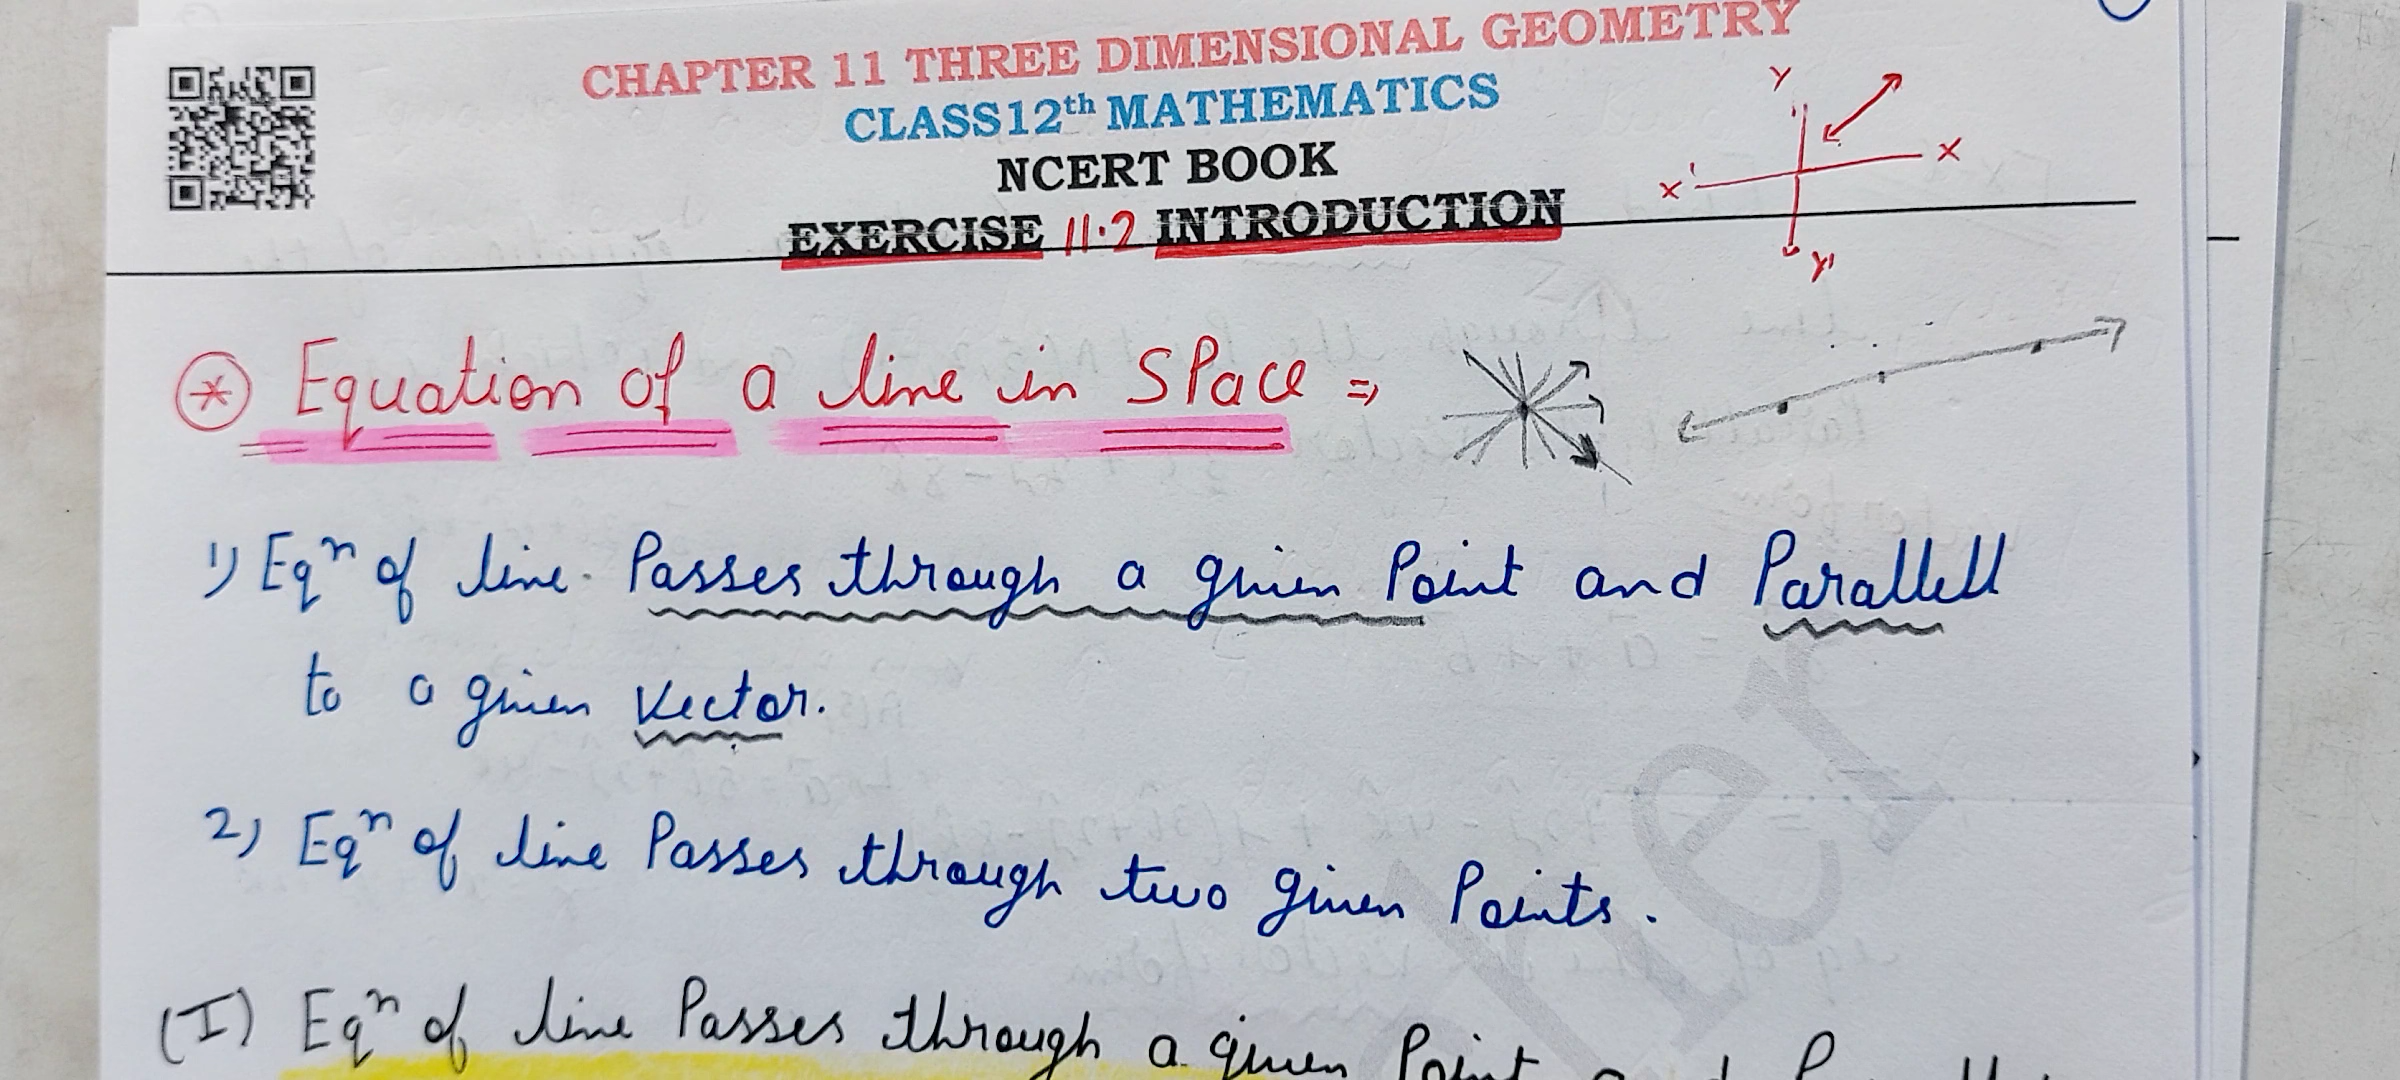 CHAPTER 11 THREE DIMENSIONAL GEOMETRY
CLASS12th MATHEMATICS
NCERT BOOK
EXERCISE 11.2 INTRODUCTION
Y
X
X'
Y'
* Equation of a line in SPace ⇒
1) Eqn of line Passes through a given Point and Parallell
to a given Vector.
2) Eqn of line Passes through two given Points.
(I) Eqn of line Passes through a given Point